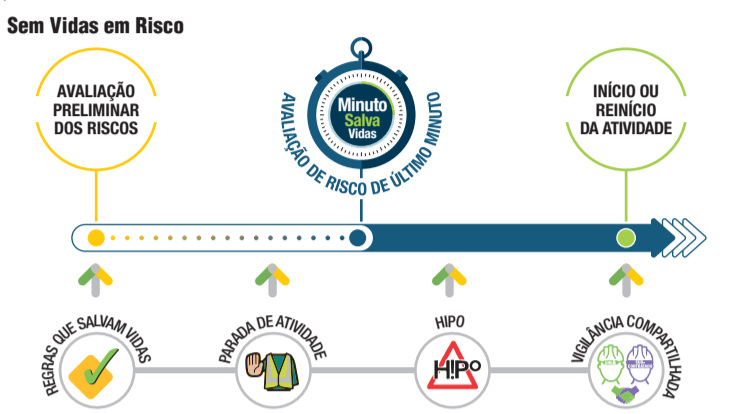 Sem Vidas em Risco
AVALIAÇÃO
PRELIMINAR
DOS RISCOS
Minuto
Salva
Vidas
AVALIAÇÃO DE RISCO DE ÚLTIMO MINUTO
INÍCIO OU
REINÍCIO
DA ATIVIDADE
REGRAS QUE SALVAM VIDAS
PARADA DE ATIVIDADE
HIPO
H!PO
VIGILÂNCIA COMPARTILHADA